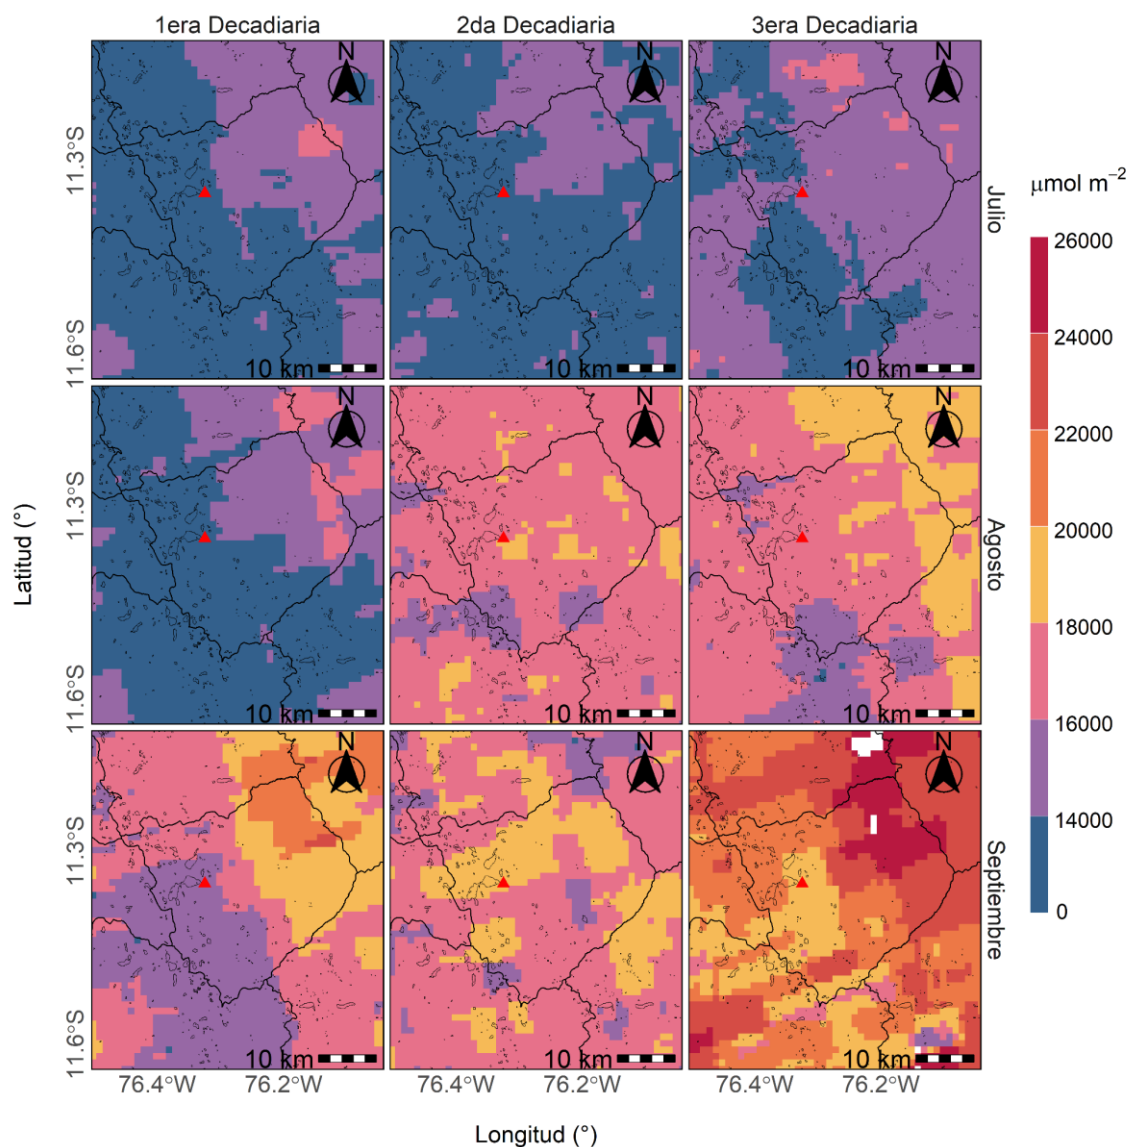 1era Decadiaria
2da Decadiaria
3era Decadiaria
N
N
N
11.3°S
11.6°S
10 km
10 km
10 km
Julio
N
N
N
11.3°S
11.6°S
10 km
10 km
10 km
Agosto
N
N
N
11.3°S
11.6°S
10 km
10 km
10 km
Septiembre
76.4°W
76.2°W
76.4°W
76.2°W
76.4°W
76.2°W
Latitud (°)
Longitud (°)
μmol m⁻²
26000
24000
22000
20000
18000
16000
14000
0